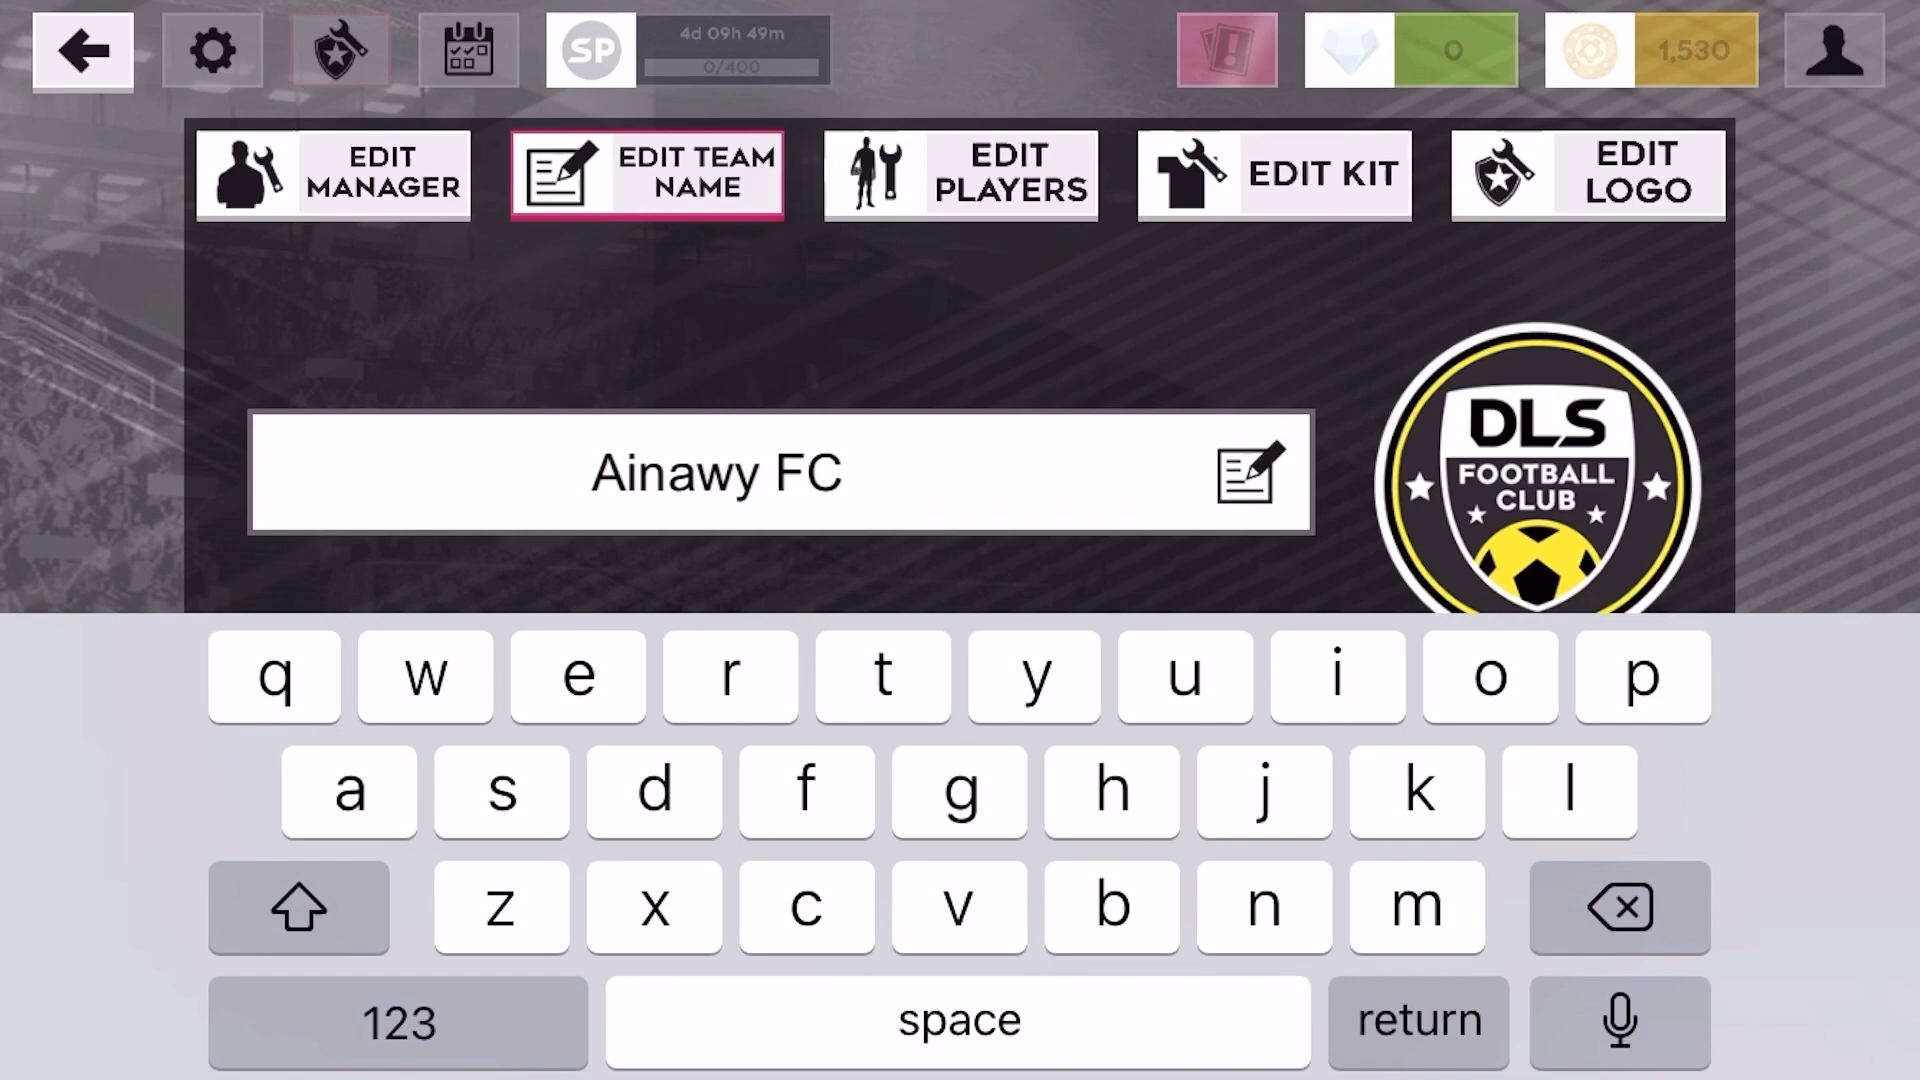 SP
4d 09h 49m
0/400
0
1,530
EDIT
MANAGER
EDIT TEAM
NAME
EDIT
PLAYERS
EDIT KIT
EDIT
LOGO
Ainawy FC
DLS
FOOTBALL
CLUB
q w e r t y u i o p
a s d f g h j k l
z x c v b n m
123 space return